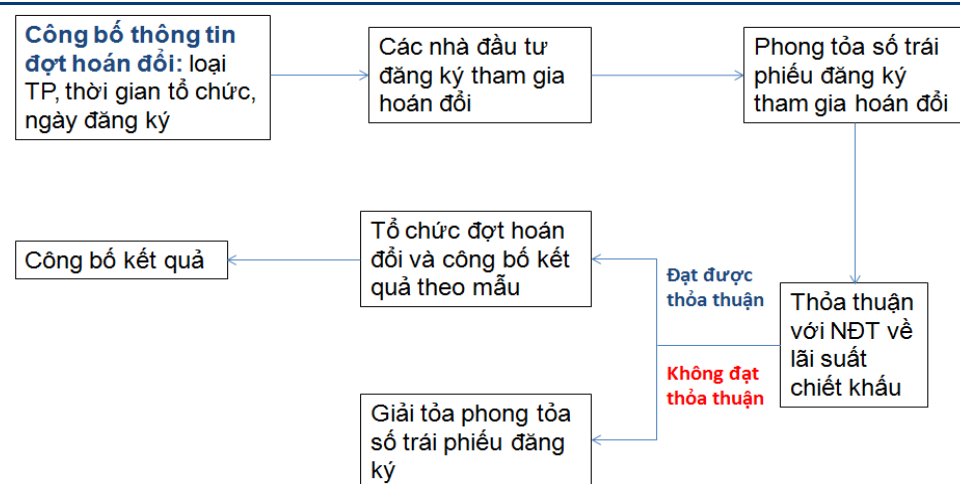 Công bố thông tin
đợt hoán đổi: loại
TP, thời gian tổ chức,
ngày đăng ký
Các nhà đầu tư
đăng ký tham gia
hoán đổi
Phong tỏa số trái
phiếu đăng ký
tham gia hoán đổi
Thỏa thuận
với NĐT về
lãi suất
chiết khấu
Đạt được
thỏa thuận
Tổ chức đợt hoán
đổi và công bố kết
quả theo mẫu
Công bố kết quả
Không đạt
thỏa thuận
Giải tỏa phong tỏa
số trái phiếu đăng
ký